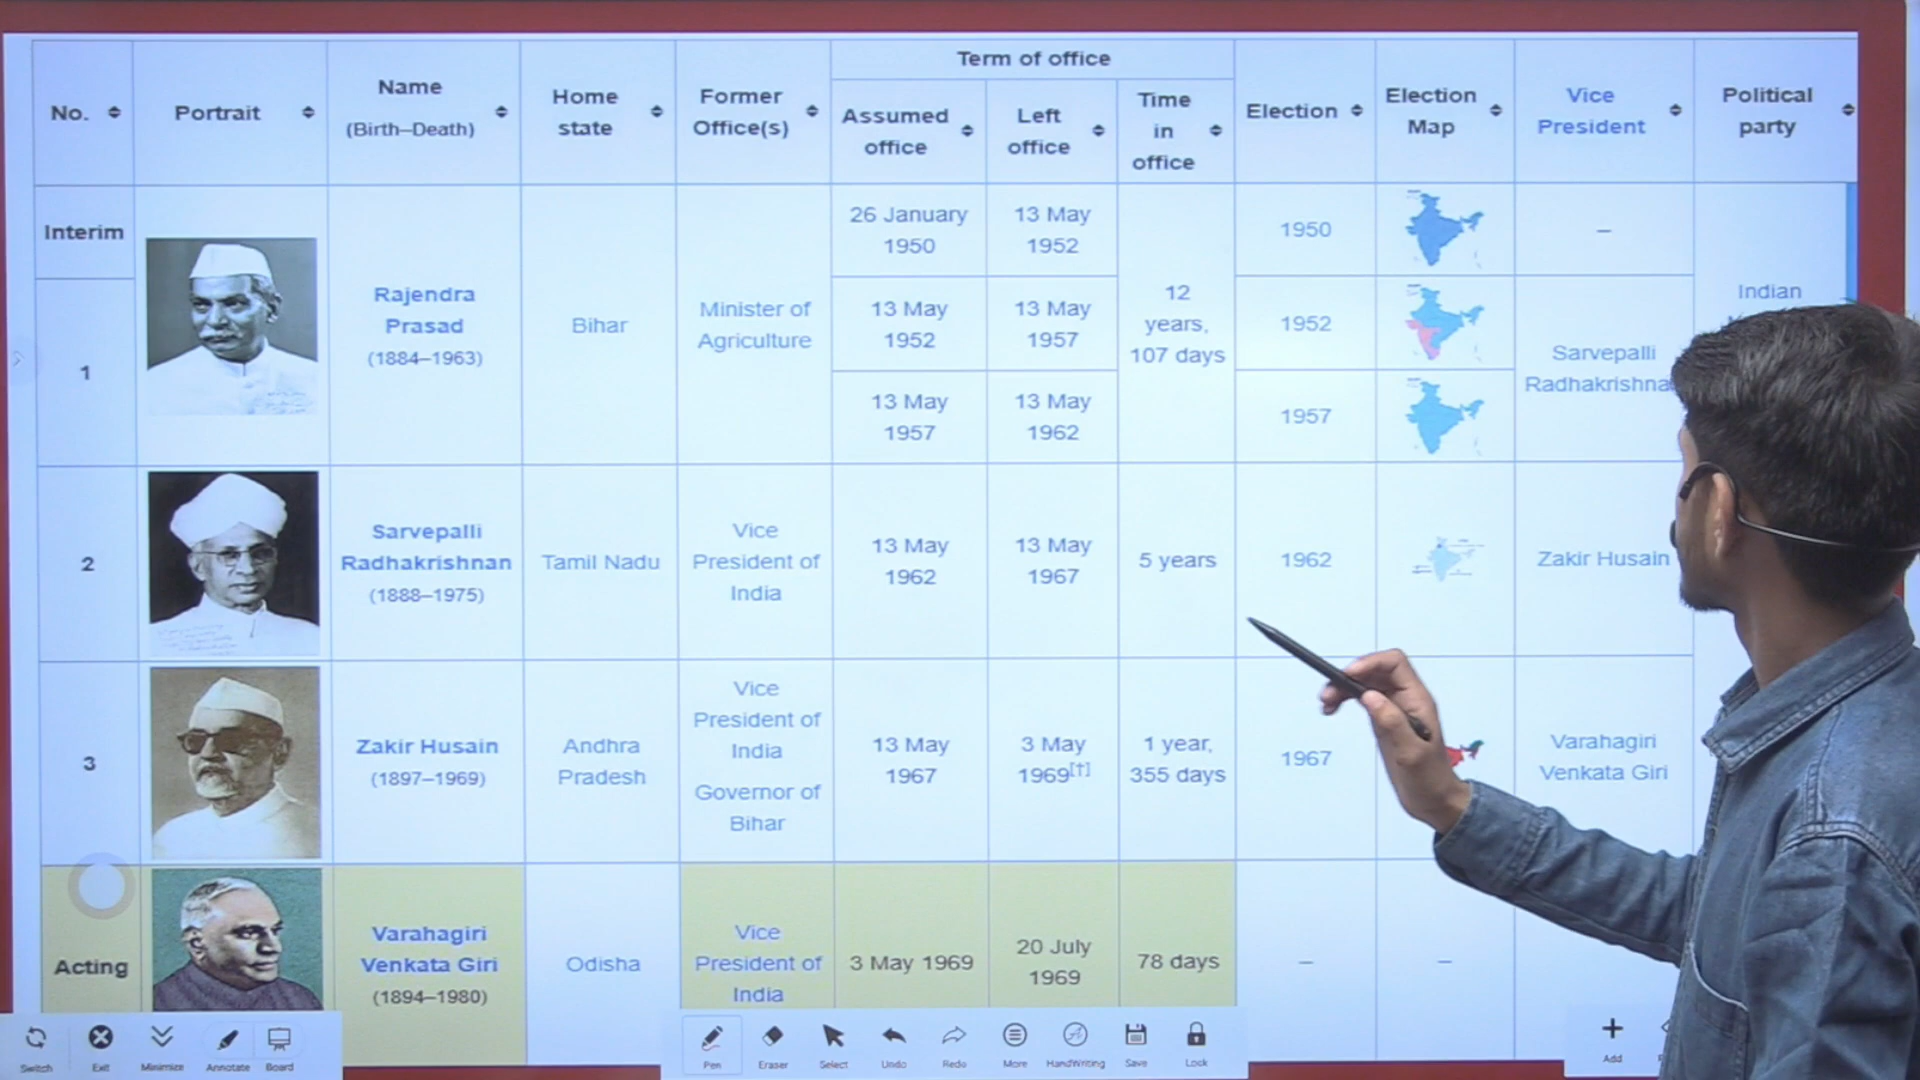 No.
Portrait
Name
(Birth–Death)
Home
state
Former
Office(s)
Term of office
Assumed
office
Left
office
Time
in
office
Election
Election
Map
Vice
President
Political
party
Interim
1
Rajendra
Prasad
(1884–1963)
Bihar
Minister of
Agriculture
26 January
1950
13 May
1952
13 May
1952
13 May
1957
13 May
1957
13 May
1962
12
years,
107 days
1950
1952
1957
–
Sarvepalli
Indian
2
Sarvepalli
Radhakrishnan
(1888–1975)
Tamil Nadu
Vice
President of
India
13 May
1962
13 May
1967
5 years
1962
Zakir Husain
3
Zakir Husain
(1897–1969)
Andhra
Pradesh
Vice
President of
India
Governor of
Bihar
13 May
1967
3 May
1969[†]
1 year,
355 days
1967
Varahagiri
Venkata Giri
Acting
Varahagiri
Venkata Giri
(1894–1980)
Odisha
Vice
President of
India
3 May 1969
20 July
1969
78 days
–
–
Switch
Exit
Minimize
Annotate
Board
Pen
Eraser
Select
Undo
Redo
More
HandWriting
Save
Lock
Add